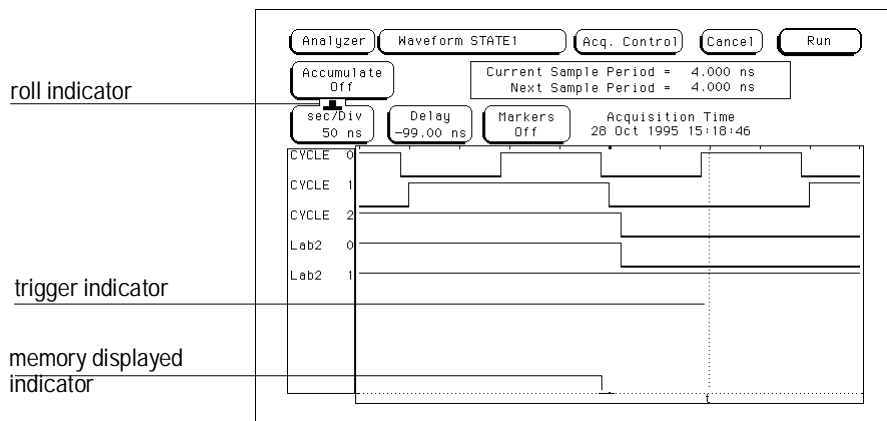 Analyzer Waveform STATE1 Acq. Control Cancel Run
Accumulate
Off
Current Sample Period = 4.000 ns
Next Sample Period = 4.000 ns
roll indicator
sec/Div
50 ns
Delay
-99.00 ns
Markers
Off
Acquisition Time
28 Oct 1995 15:18:46
CYCLE 0
CYCLE 1
CYCLE 2
Lab2 0
Lab2 1
trigger indicator
memory displayed
indicator
t